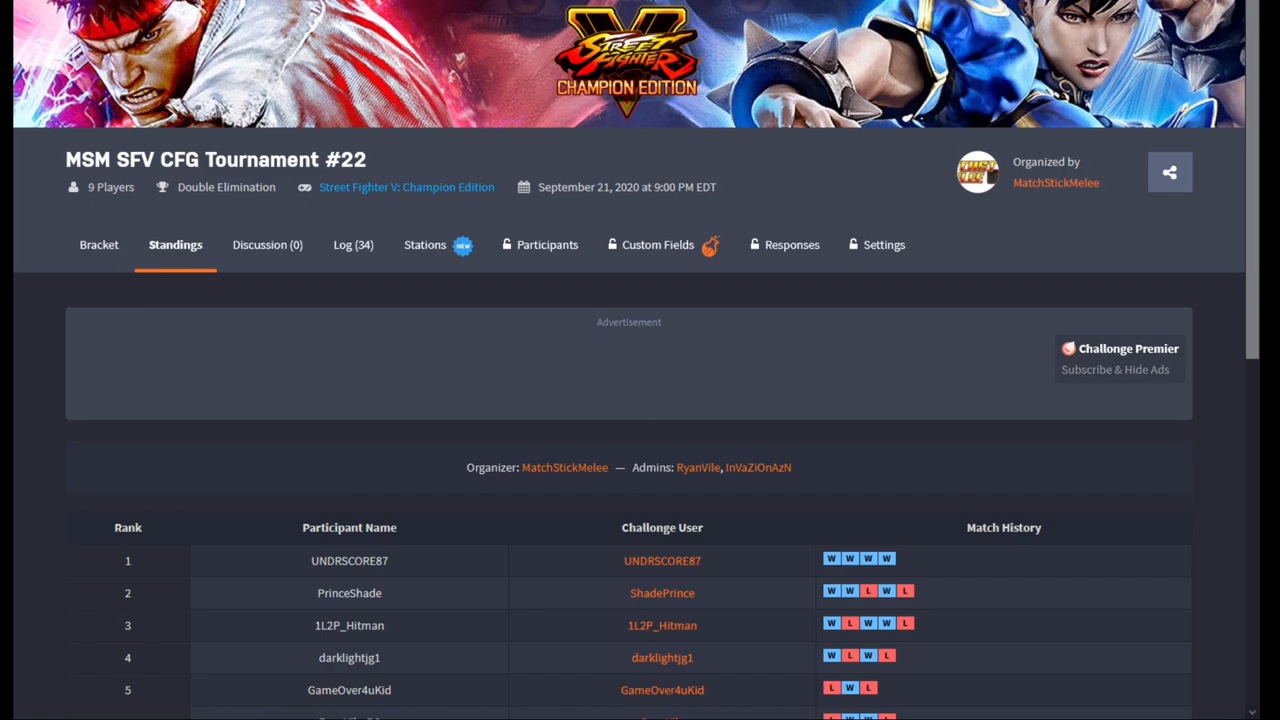 STREET
FIGHTER
CHAMPION EDITION
MSM SFV CFG Tournament #22
9 Players Double Elimination Street Fighter V: Champion Edition September 21, 2020 at 9:00 PM EDT
Organized by
MatchStickMelee
Bracket Standings Discussion (0) Log (34) Stations NEW Participants Custom Fields Responses Settings
Advertisement
Challonge Premier
Subscribe & Hide Ads
Organizer: MatchStickMelee — Admins: RyanVile, InVaZiOnAzN
Rank Participant Name Challonge User Match History
1 UNDRSCORE87 UNDRSCORE87 W W W W
2 PrinceShade ShadePrince W W L W L
3 1L2P_Hitman 1L2P_Hitman W L W W L
4 darklightjg1 darklightjg1 W L W L
5 GameOver4uKid GameOver4uKid L W L